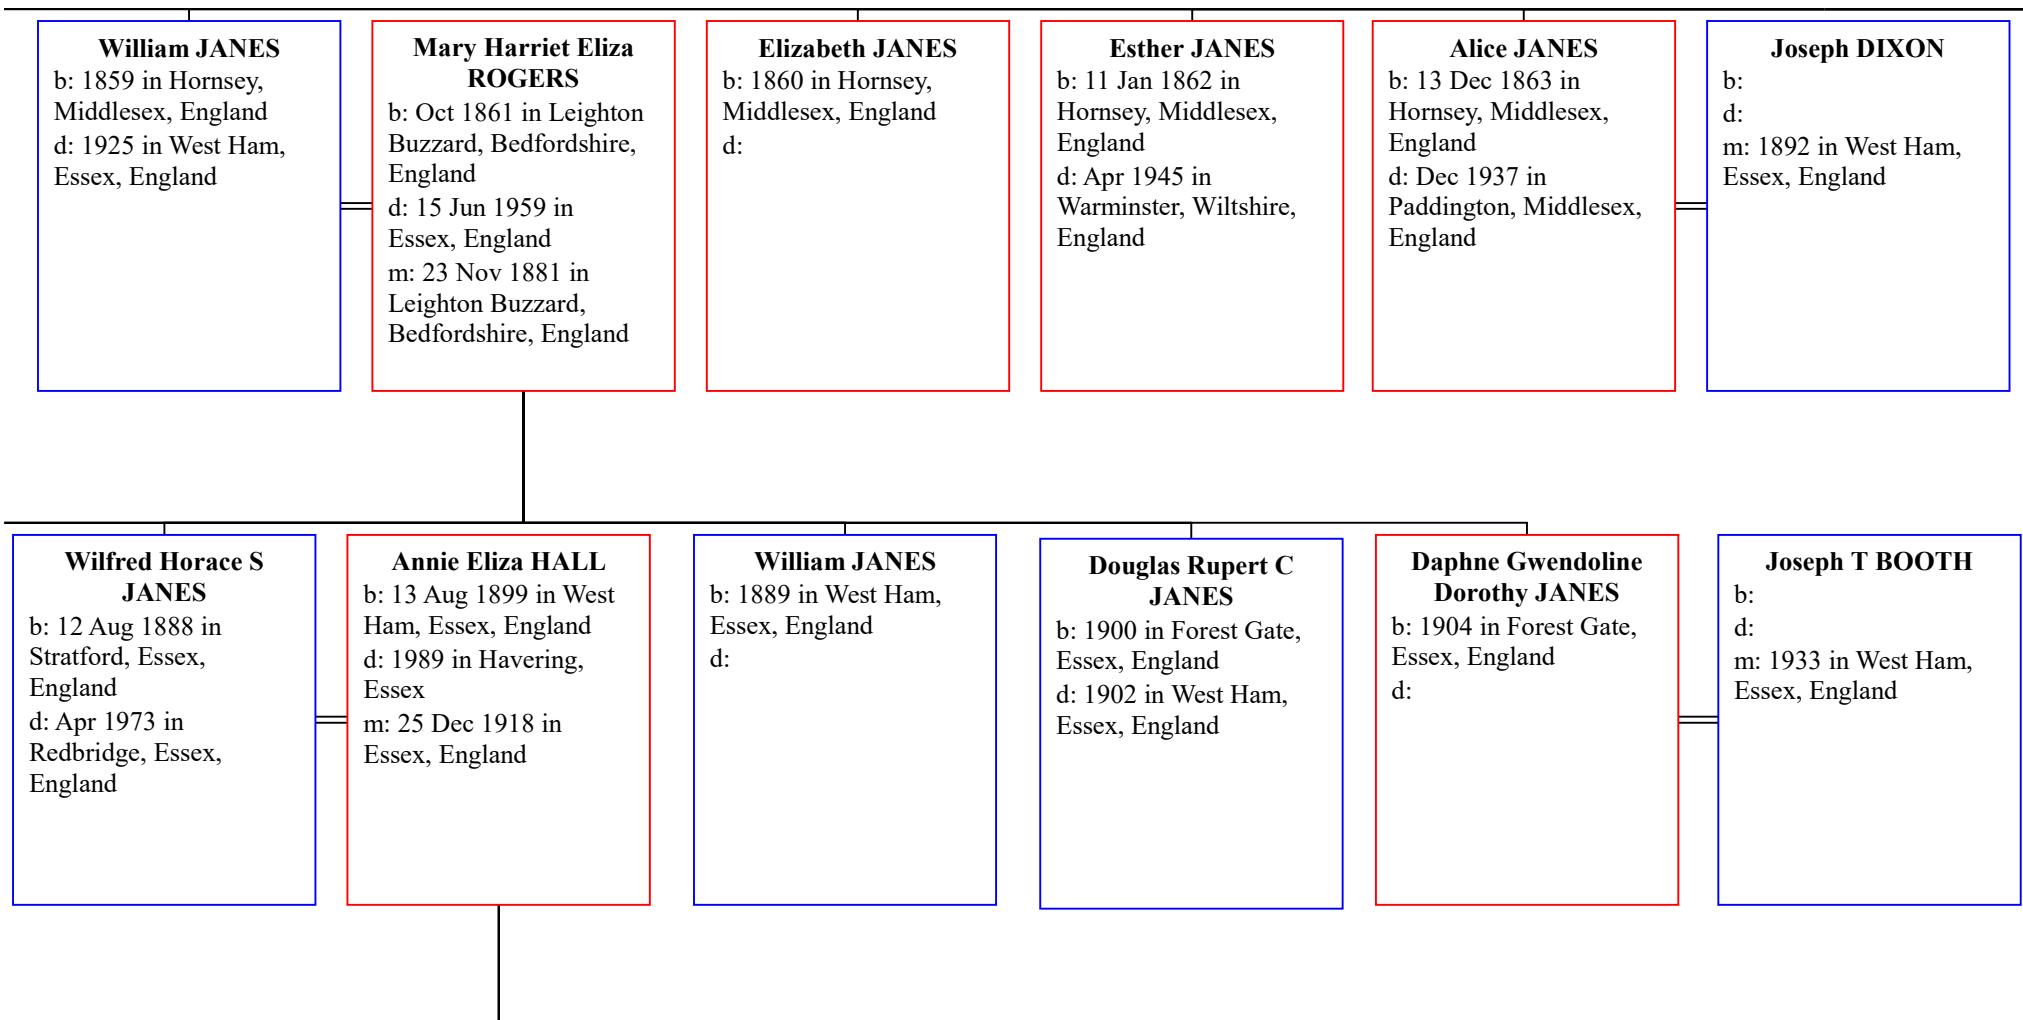 William JANES
b: 1859 in Hornsey,
Middlesex, England
d: 1925 in West Ham,
Essex, England
Mary Harriet Eliza
ROGERS
b: Oct 1861 in Leighton
Buzzard, Bedfordshire,
England
d: 15 Jun 1959 in
Essex, England
m: 23 Nov 1881 in
Leighton Buzzard,
Bedfordshire, England
Elizabeth JANES
b: 1860 in Hornsey,
Middlesex, England
d:
Esther JANES
b: 11 Jan 1862 in
Hornsey, Middlesex,
England
d: Apr 1945 in
Warminster, Wiltshire,
England
Alice JANES
b: 13 Dec 1863 in
Hornsey, Middlesex,
England
d: Dec 1937 in
Paddington, Middlesex,
England
Joseph DIXON
b:
d:
m: 1892 in West Ham,
Essex, England
Wilfred Horace S
JANES
b: 12 Aug 1888 in
Stratford, Essex,
England
d: Apr 1973 in
Redbridge, Essex,
England
Annie Eliza HALL
b: 13 Aug 1899 in West
Ham, Essex, England
d: 1989 in Havering,
Essex
m: 25 Dec 1918 in
Essex, England
William JANES
b: 1889 in West Ham,
Essex, England
d:
Douglas Rupert C
JANES
b: 1900 in Forest Gate,
Essex, England
d: 1902 in West Ham,
Essex, England
Daphne Gwendoline
Dorothy JANES
b: 1904 in Forest Gate,
Essex, England
d:
Joseph T BOOTH
b:
d:
m: 1933 in West Ham,
Essex, England